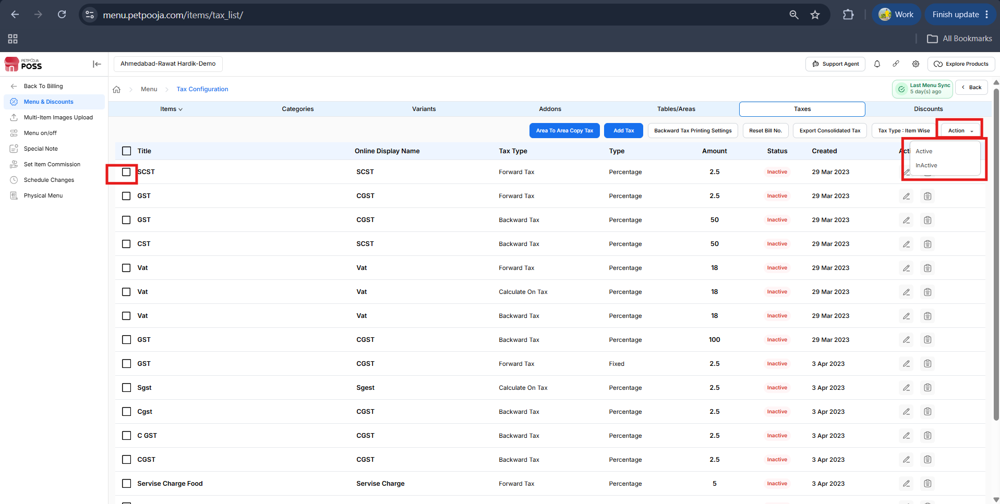 menu.petpooja.com/items/tax_list/
Work
Finish update
All Bookmarks
PETPOOJA
POSS
Ahmedabad-Rawat Hardik-Demo
Support Agent
Explore Products
Back To Billing
Menu & Discounts
Multi-Item Images Upload
Menu on/off
Special Note
Set Item Commission
Schedule Changes
Physical Menu
Menu
Tax Configuration
Last Menu Sync
5 day(s) ago
Back
Items Categories Variants Addons Tables/Areas Taxes Discounts
Area To Area Copy Tax Add Tax Backward Tax Printing Settings Reset Bill No. Export Consolidated Tax Tax Type : Item Wise Action
Active
InActive
Title Online Display Name Tax Type Type Amount Status Created Acti
SCST SCST Forward Tax Percentage 2.5 Inactive 29 Mar 2023
GST CGST Forward Tax Percentage 2.5 Inactive 29 Mar 2023
GST CGST Backward Tax Percentage 50 Inactive 29 Mar 2023
CST SCST Backward Tax Percentage 50 Inactive 29 Mar 2023
Vat Vat Forward Tax Percentage 18 Inactive 29 Mar 2023
Vat Vat Calculate On Tax Percentage 18 Inactive 29 Mar 2023
Vat Vat Backward Tax Percentage 18 Inactive 29 Mar 2023
GST CGST Backward Tax Percentage 100 Inactive 29 Mar 2023
GST CGST Forward Tax Fixed 2.5 Inactive 3 Apr 2023
Sgst Sgest Calculate On Tax Percentage 2.5 Inactive 3 Apr 2023
Cgst CGST Backward Tax Percentage 2.5 Inactive 3 Apr 2023
C GST CGST Backward Tax Percentage 2.5 Inactive 3 Apr 2023
CGST CGST Backward Tax Percentage 2.5 Inactive 3 Apr 2023
Servise Charge Food Servise Charge Forward Tax Percentage 5 Inactive 3 Apr 2023